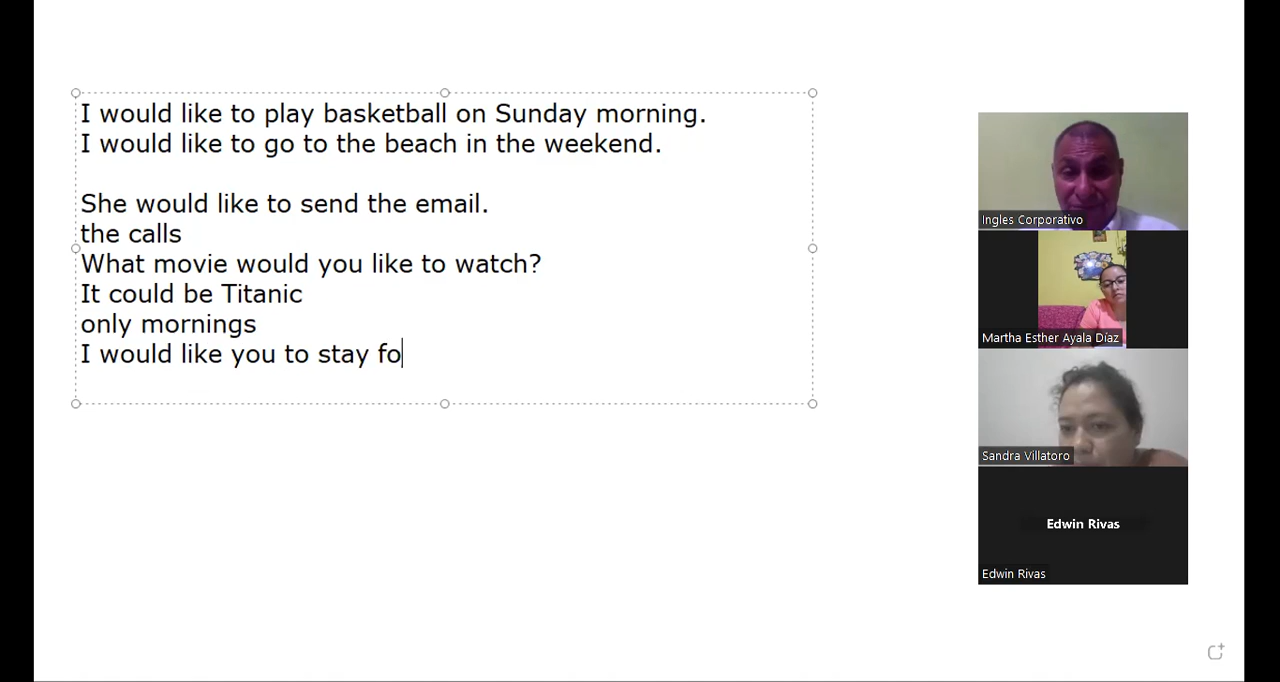 I would like to play basketball on Sunday morning.
I would like to go to the beach in the weekend.
She would like to send the email.
the calls
What movie would you like to watch?
It could be Titanic
only mornings
I would like you to stay fo
Ingles Corporativo
Martha Esther Ayala Díaz
Sandra Villatoro
Edwin Rivas
Edwin Rivas